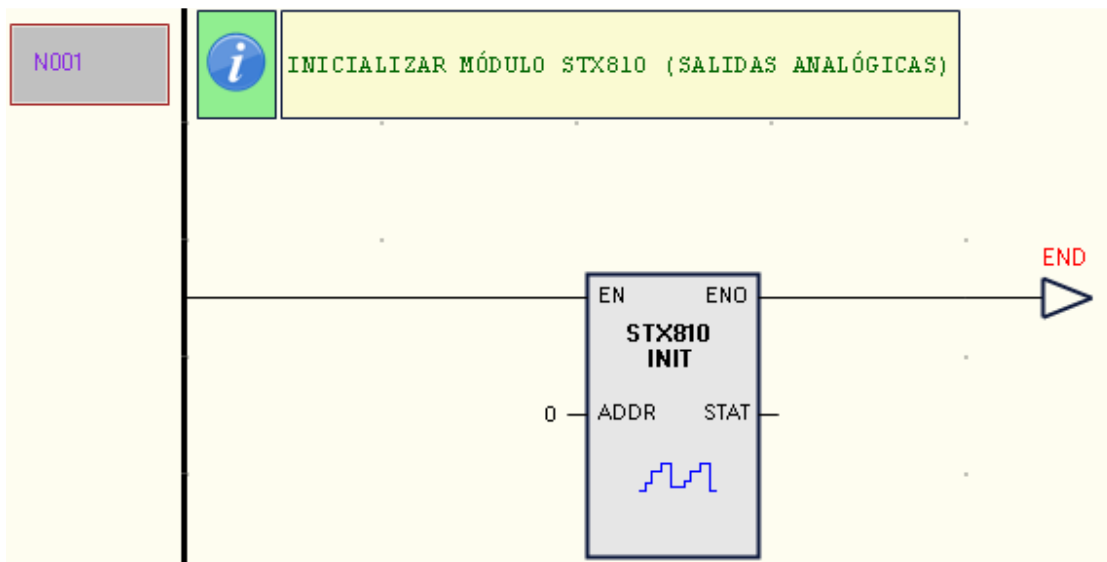 N001
i
INICIALIZAR MÓDULO STX810 (SALIDAS ANALÓGICAS)
END
EN ENO
STX810
INIT
0 ADDR STAT